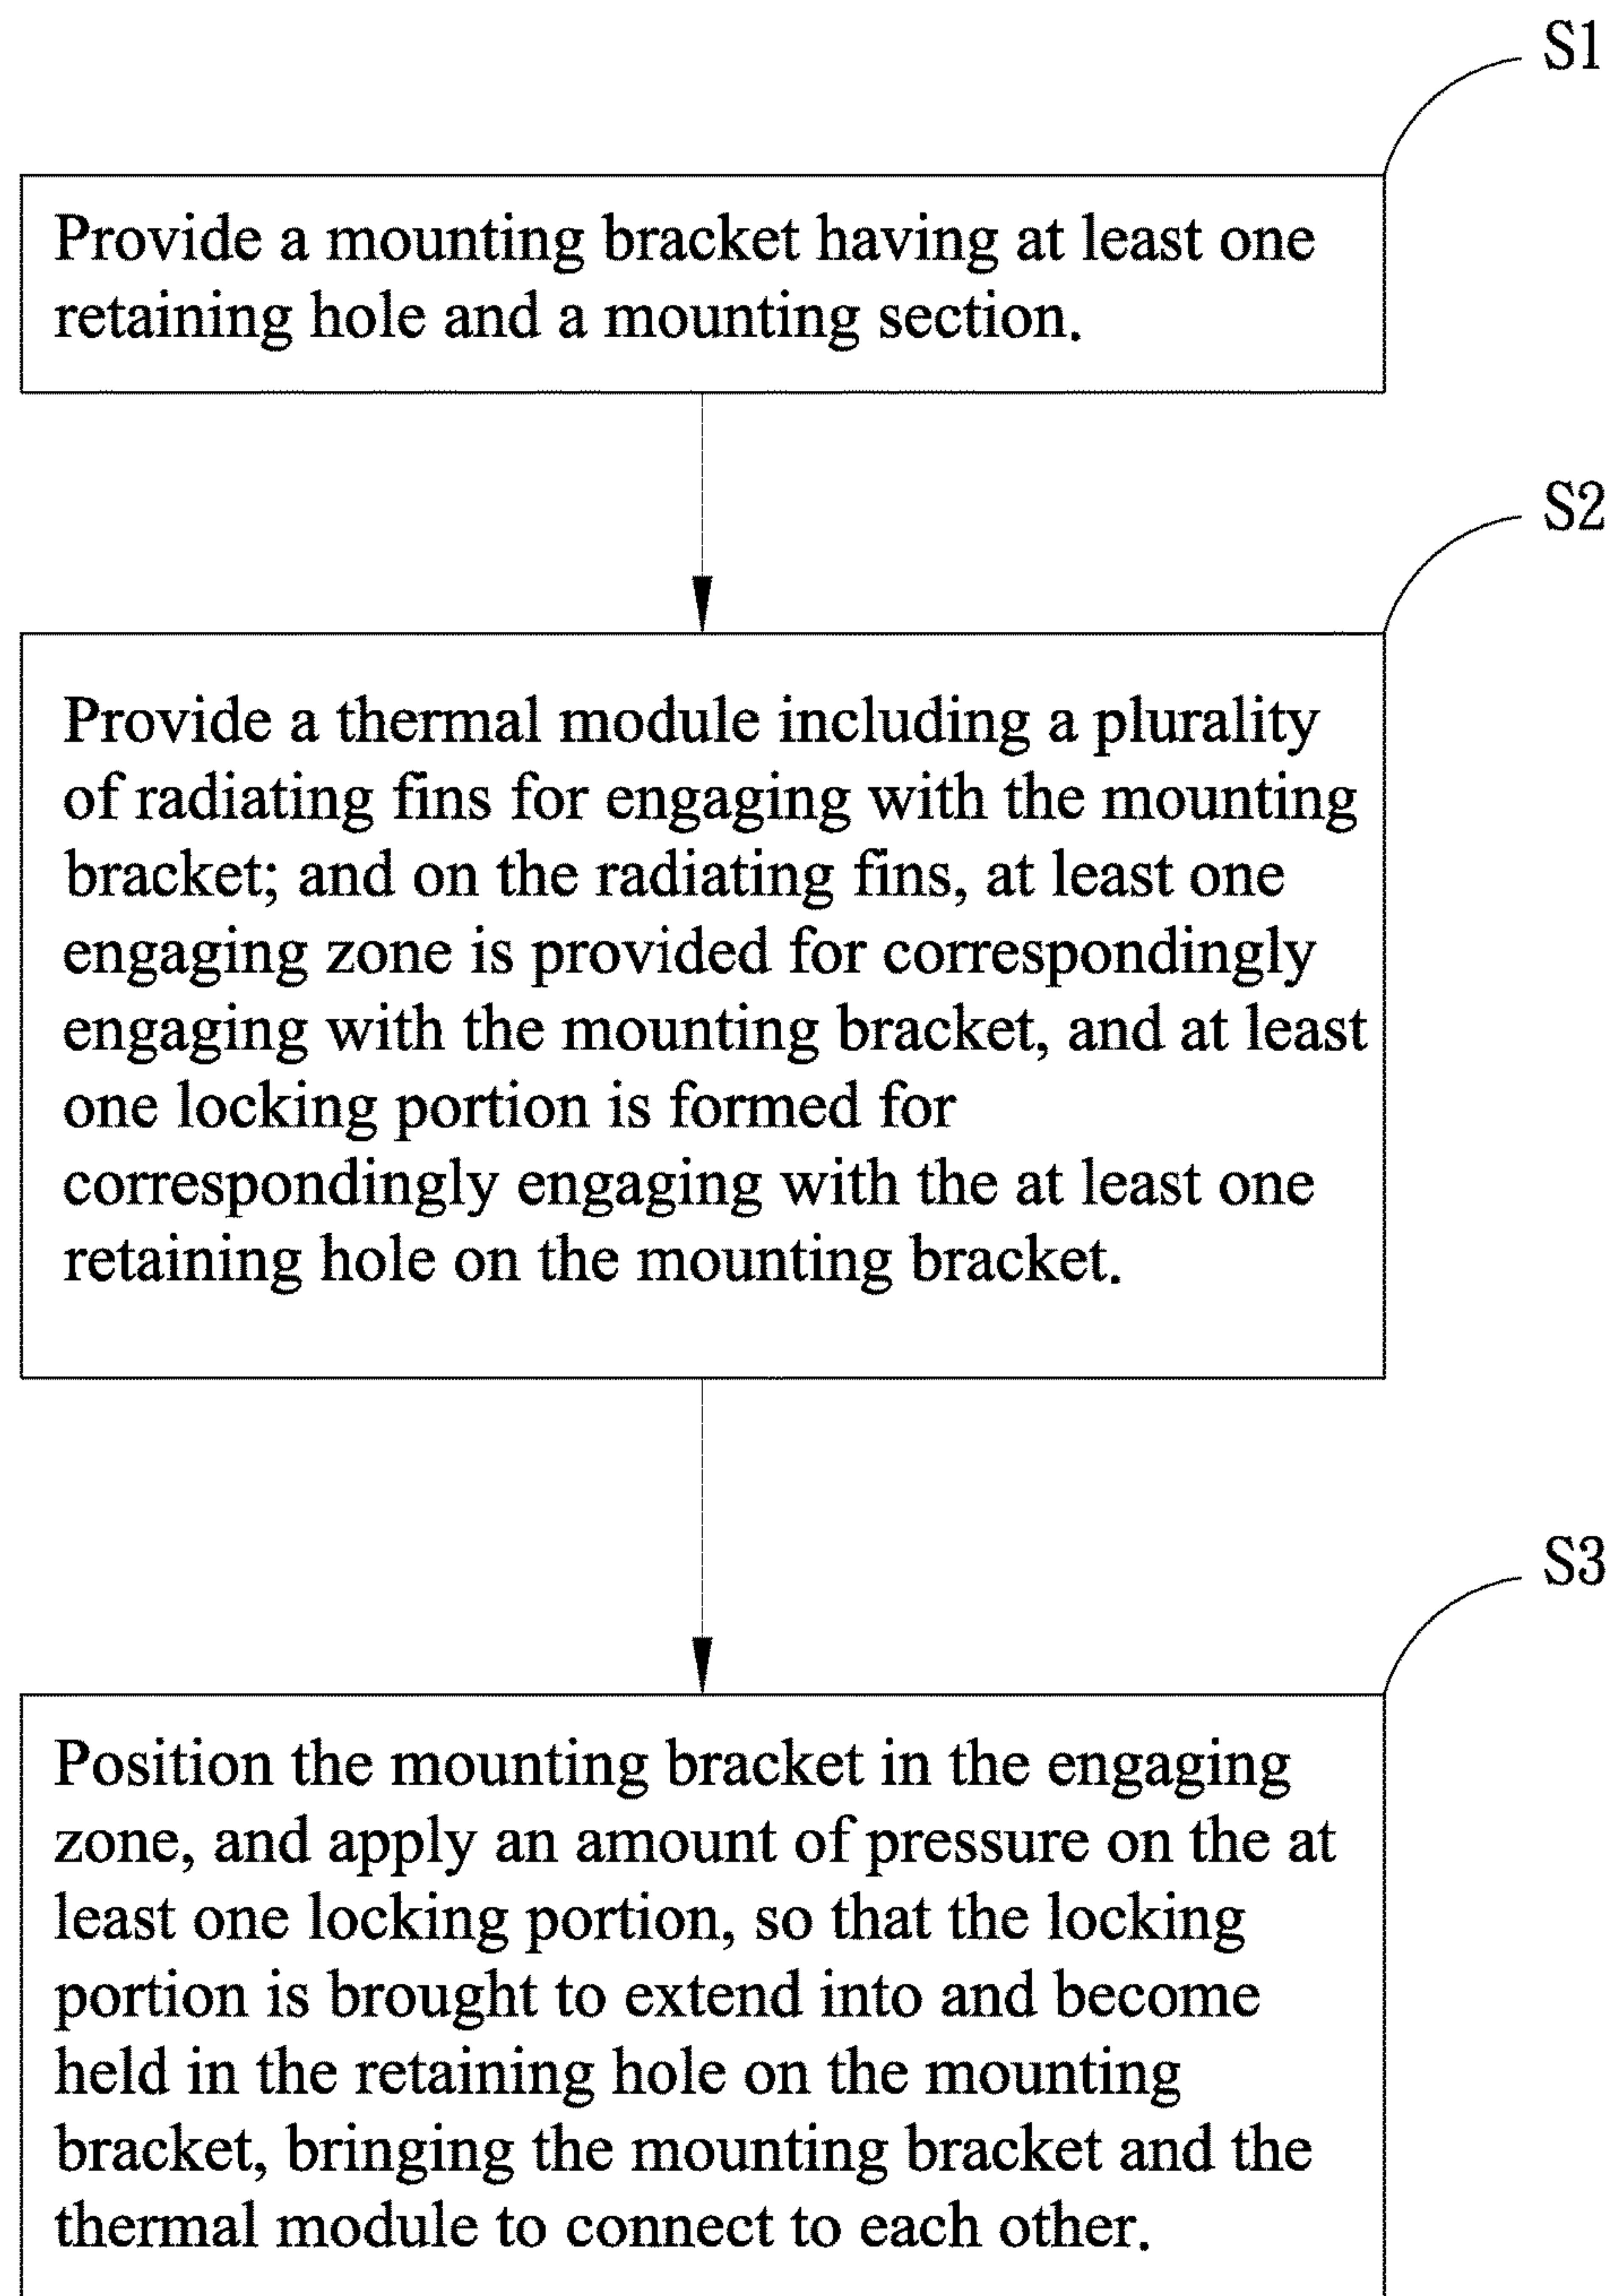 S1
Provide a mounting bracket having at least one
retaining hole and a mounting section.
S2
Provide a thermal module including a plurality
of radiating fins for engaging with the mounting
bracket; and on the radiating fins, at least one
engaging zone is provided for correspondingly
engaging with the mounting bracket, and at least
one locking portion is formed for
correspondingly engaging with the at least one
retaining hole on the mounting bracket.
S3
Position the mounting bracket in the engaging
zone, and apply an amount of pressure on the at
least one locking portion, so that the locking
portion is brought to extend into and become
held in the retaining hole on the mounting
bracket, bringing the mounting bracket and the
thermal module to connect to each other.